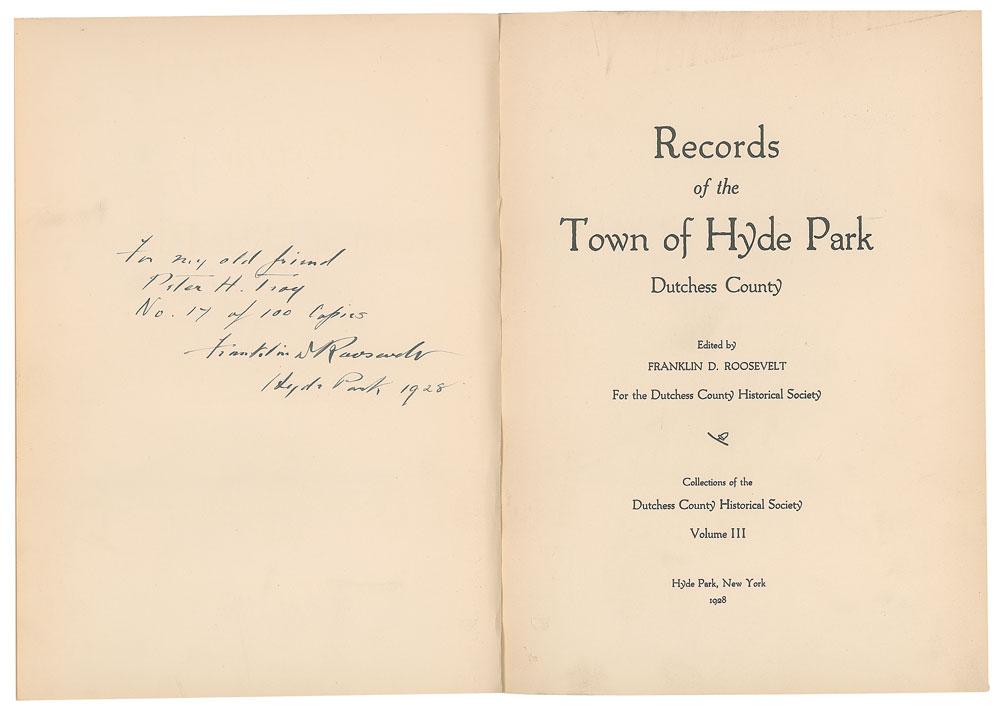 For my old friend
Peter H. Troy
No. 17 of 100 Copies
Franklin D Roosevelt
Hyde Park 1928
Records
of the
Town of Hyde Park
Dutchess County
Edited by
FRANKLIN D. ROOSEVELT
For the Dutchess County Historical Society
Collections of the
Dutchess County Historical Society
Volume III
Hyde Park, New York
1928